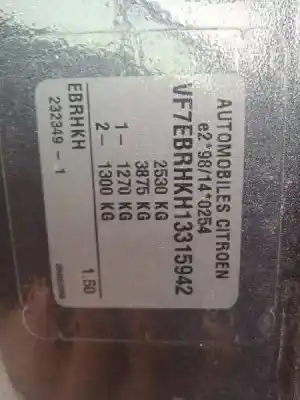 AUTOMOBILES CITROEN
e2*98/14*0254
VF7EBRHKH13315942
2530 KG
3875 KG
1- 1270 KG
2- 1300 KG
EBRHKH 1.50
232349 - 1